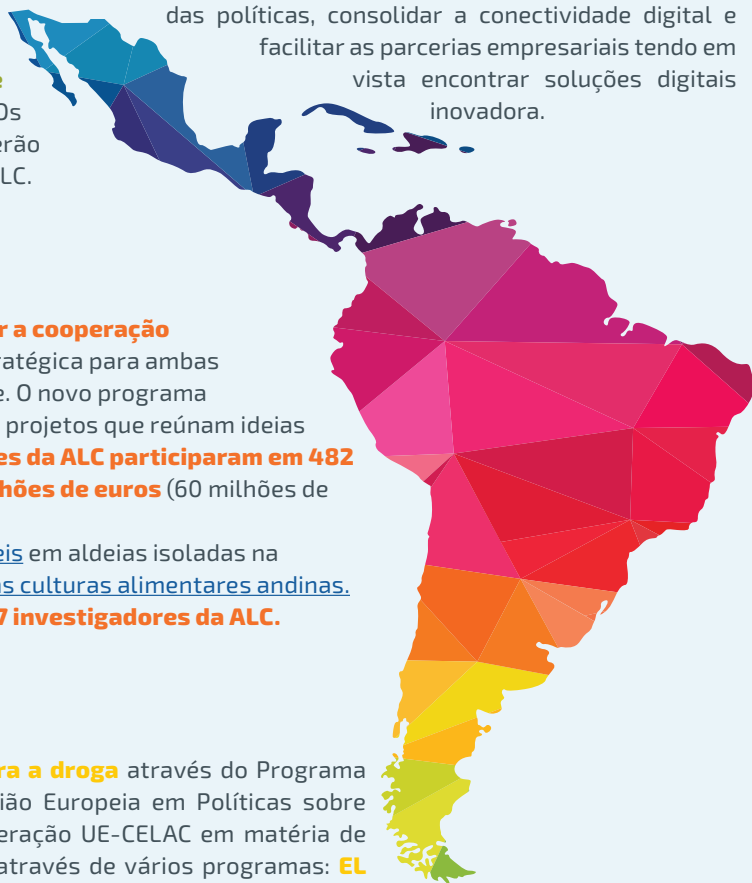 das políticas, consolidar a conectividade digital e
facilitar as parcerias empresariais tendo em
vista encontrar soluções digitais
inovadora.
e
Os
erão
LC.
r a cooperação
ratégica para ambas
e. O novo programa
projetos que reúnam ideias
es da ALC participaram em 482
hões de euros (60 milhões de
eis em aldeias isoladas na
as culturas alimentares andinas.
7 investigadores da ALC.
ra a droga através do Programa
ião Europeia em Políticas sobre
eração UE-CELAC em matéria de
através de vários programas: EL